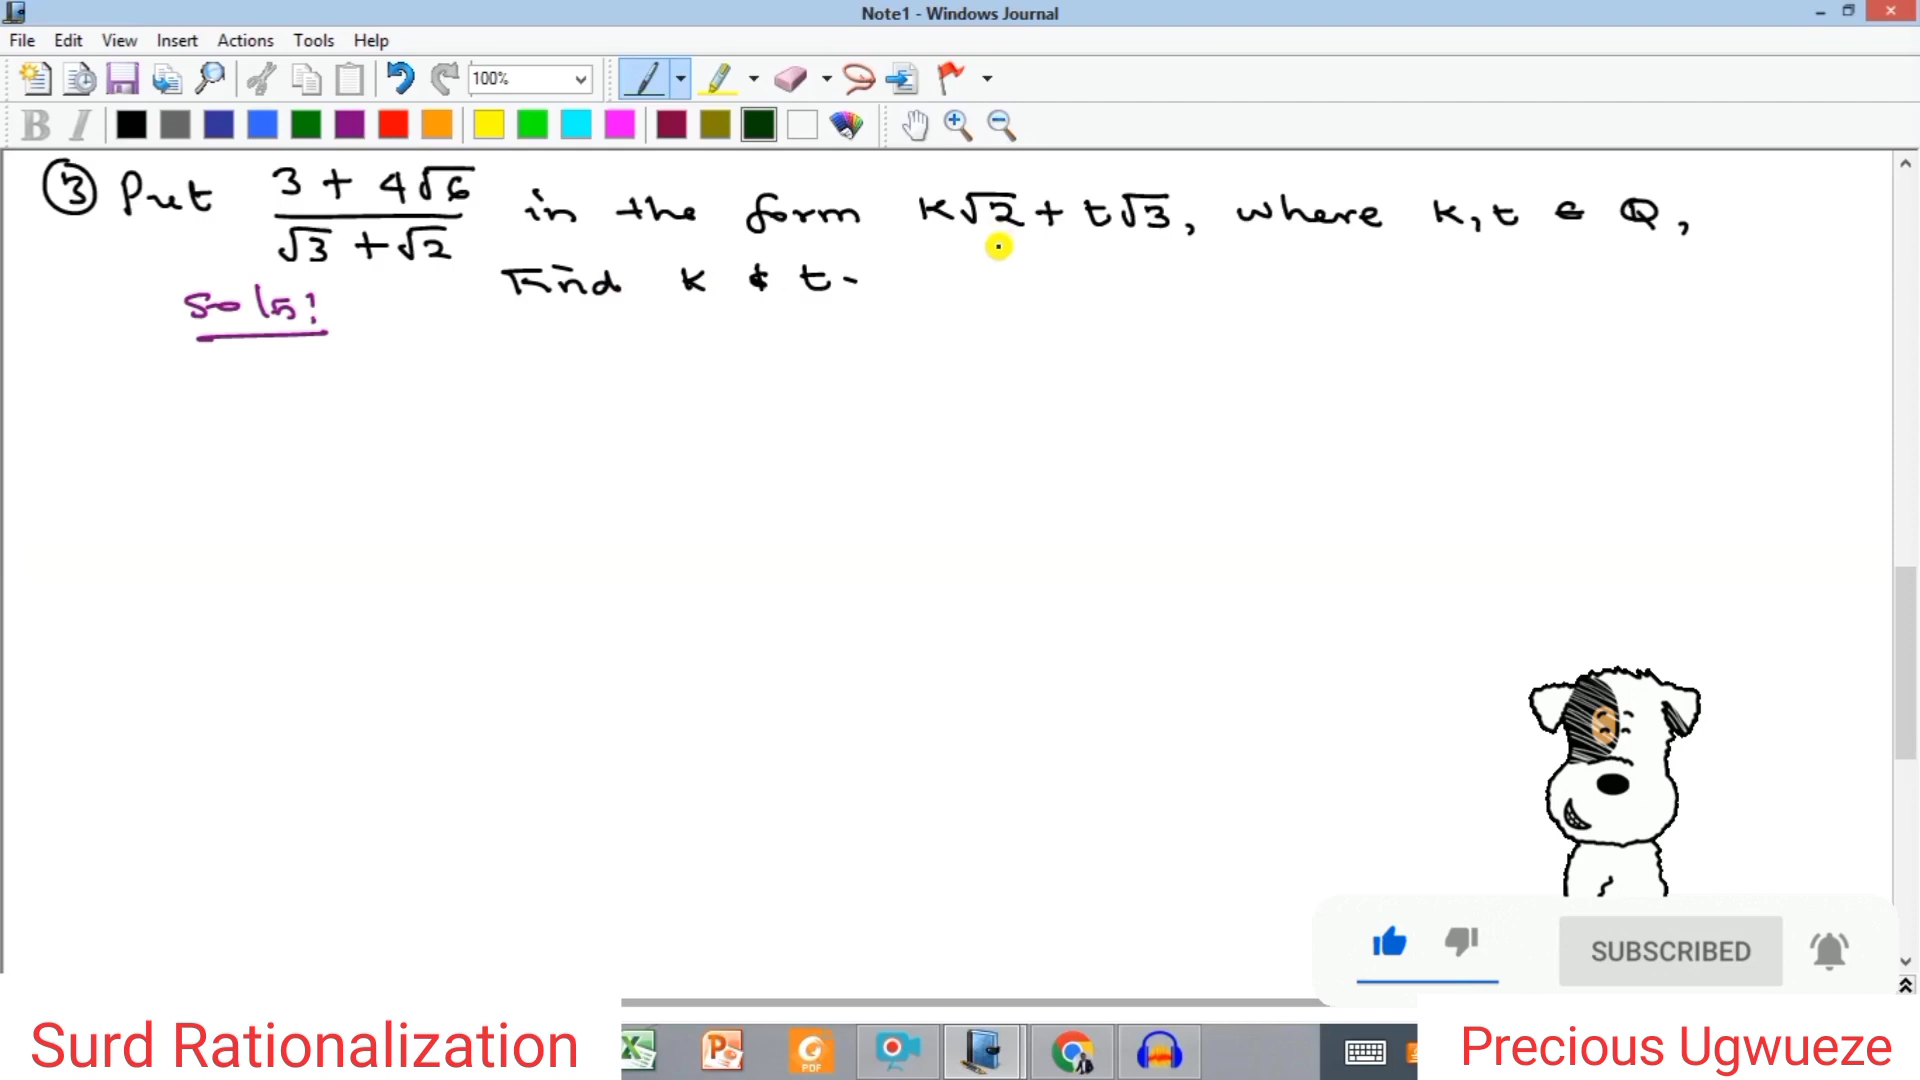 Note1 - Windows Journal
File Edit View Insert Actions Tools Help
100%
B I
③ Put (3 + 4√6)/(√3 + √2) in the form K√2 + t√3, where K, t ∈ Q,
Find K & t.
Soln:
SUBSCRIBED
Surd Rationalization
PDF
Precious Ugwueze